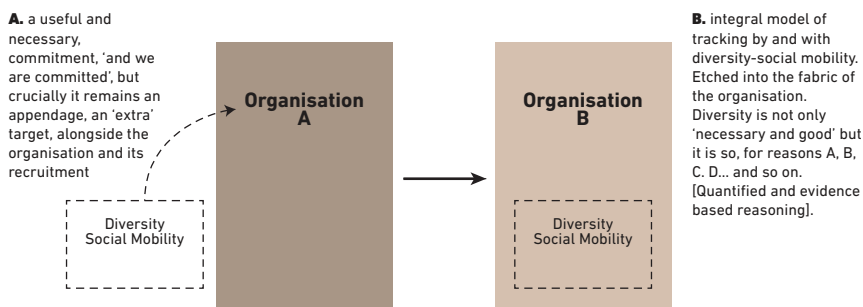 A. a useful and
necessary,
commitment, ‘and we
are committed’, but
crucially it remains an
appendage, an ‘extra’
target, alongside the
organisation and its
recruitment
Diversity
Social Mobility
Organisation
A
Organisation
B
Diversity
Social Mobility
B. integral model of
tracking by and with
diversity-social mobility.
Etched into the fabric of
the organisation.
Diversity is not only
‘necessary and good’ but
it is so, for reasons A, B,
C. D... and so on.
[Quantified and evidence
based reasoning].